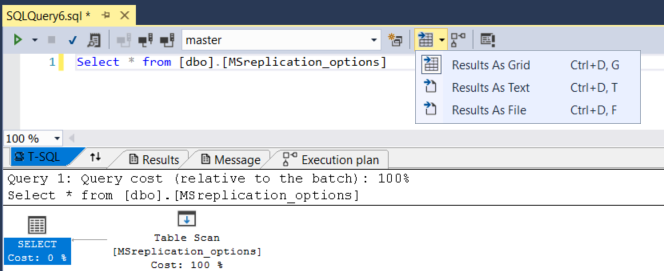 SQLQuery6.sql *
master
Results As Grid Ctrl+D, G
Results As Text Ctrl+D, T
Results As File Ctrl+D, F
1 Select * from [dbo].[MSreplication_options]
100 %
T-SQL Results Message Execution plan
Query 1: Query cost (relative to the batch): 100%
Select * from [dbo].[MSreplication_options]
SELECT
Cost: 0 %
Table Scan
[MSreplication_options]
Cost: 100 %